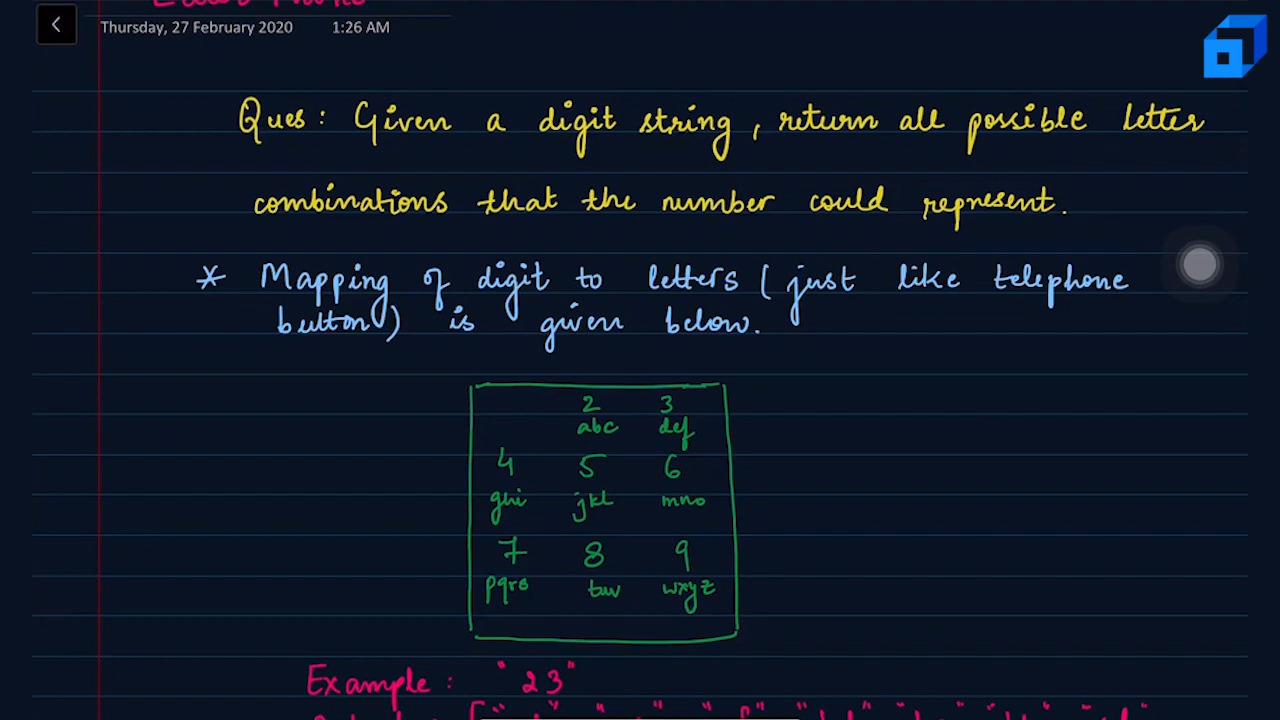 Thursday, 27 February 2020 1:26 AM
Ques : Given a digit string, return all possible letter
combinations that the number could represent.
* Mapping of digit to letters (just like telephone
button) is given below.
2 3
abc def
4 5 6
ghi jkl mno
7 8 9
pqrs tuv wxyz
Example : "23"